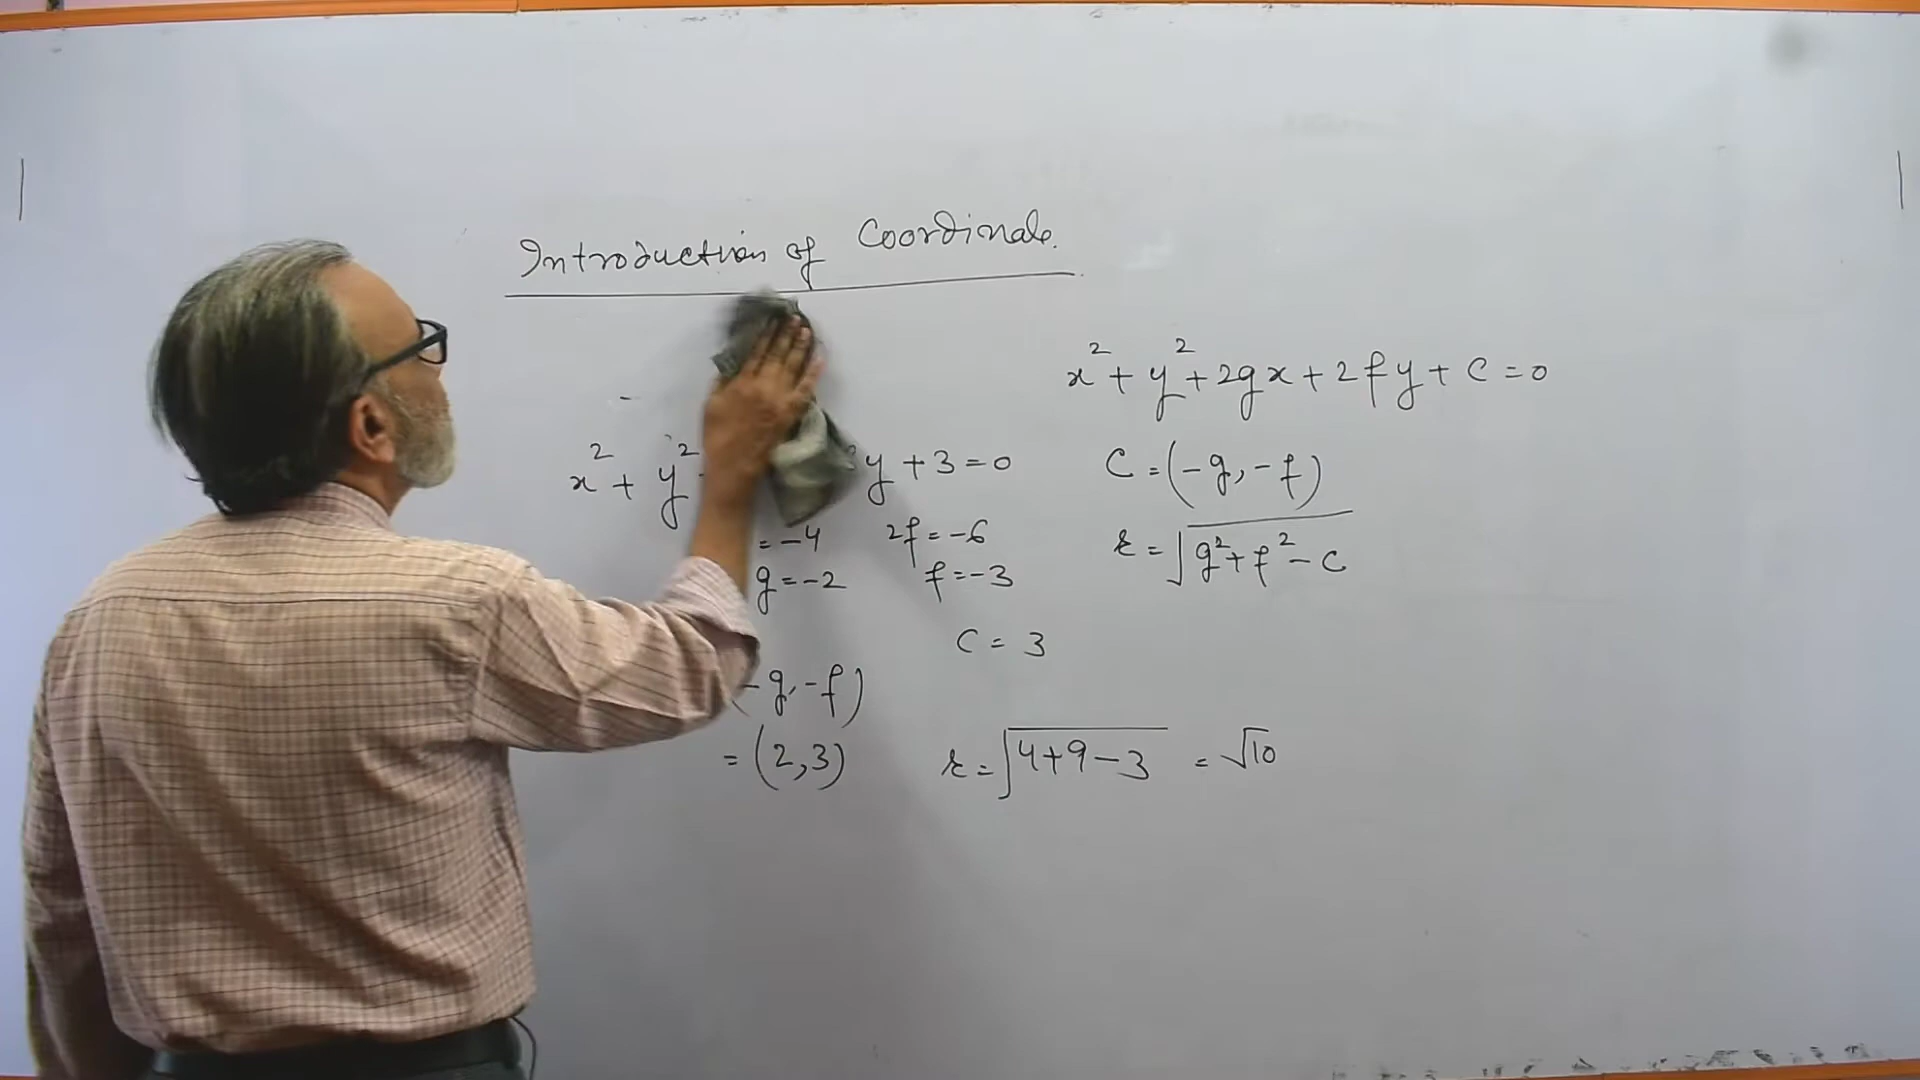 Introduction of Coordinate.
x² + y² + 2gx + 2fy + c = 0
x² + y² y + 3 = 0
C = (-g, -f)
= -4 2f = -6
r = √g² + f² - c
g = -2 f = -3
c = 3
-g, -f)
= (2,3) r = √4+9-3 = √10